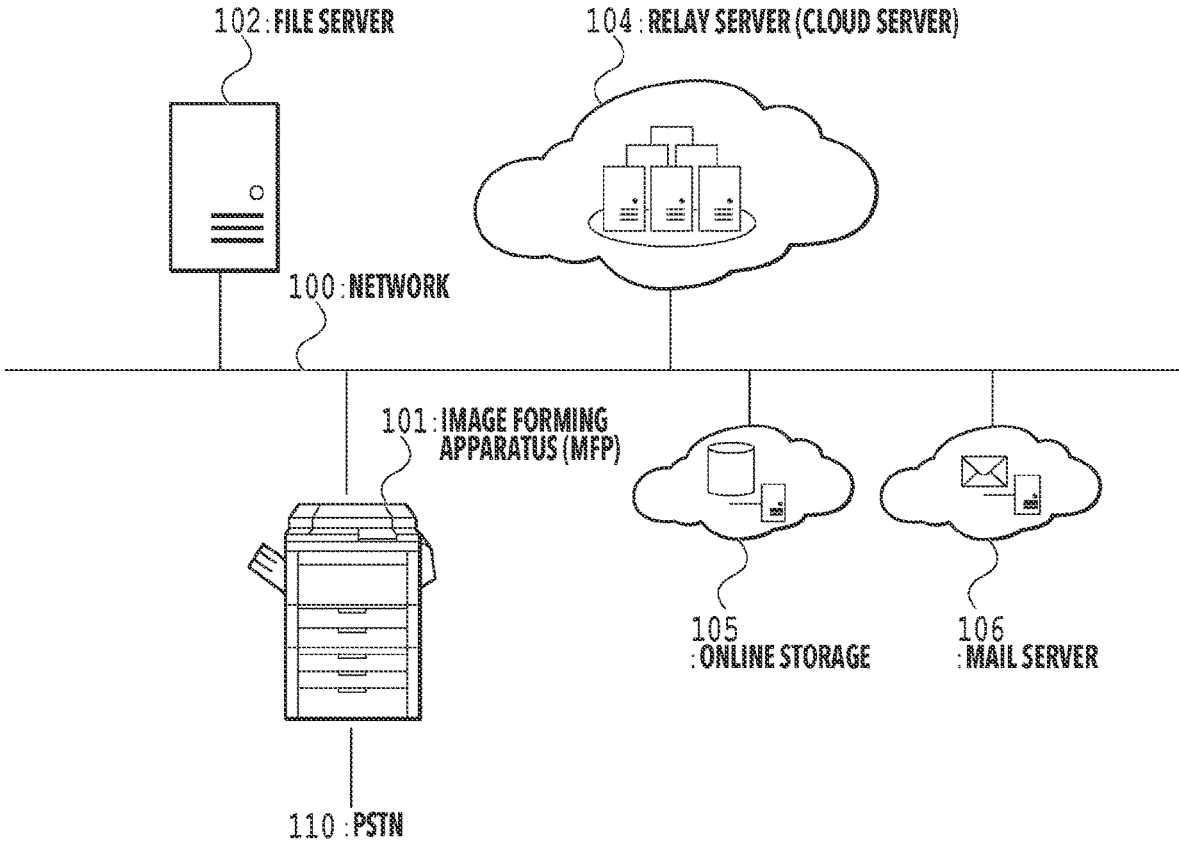 102:FILE SERVER
104:RELAY SERVER (CLOUD SERVER)
100:NETWORK
101:IMAGE FORMING
APPARATUS (MFP)
105
:ONLINE STORAGE
106
:MAIL SERVER
110:PSTN